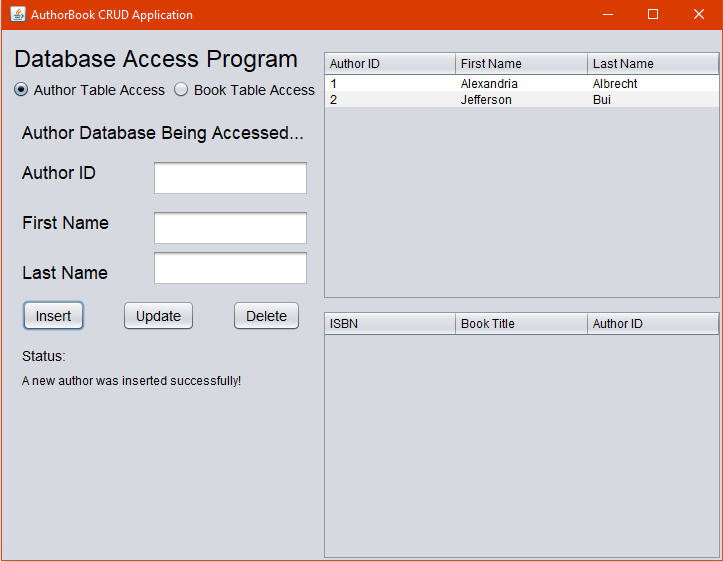 AuthorBook CRUD Application
Database Access Program
Author Table Access Book Table Access
Author Database Being Accessed...
Author ID
First Name
Last Name
Insert Update Delete
Status:
A new author was inserted successfully!
Author ID First Name Last Name
1 Alexandria Albrecht
2 Jefferson Bui
ISBN Book Title Author ID